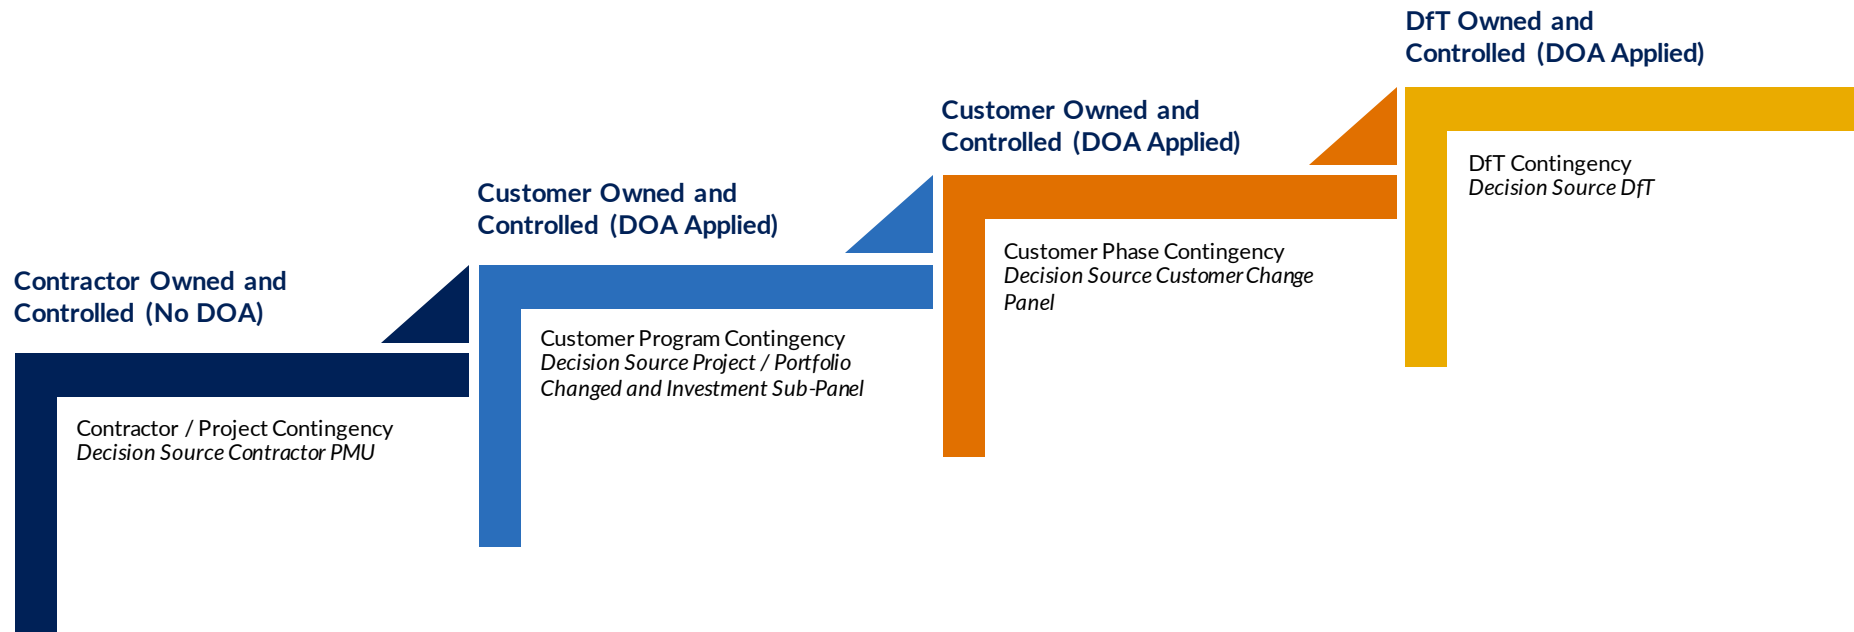 Contractor Owned and
Controlled (No DOA)
Contractor / Project Contingency
Decision Source Contractor PMU
Customer Owned and
Controlled (DOA Applied)
Customer Program Contingency
Decision Source Project / Portfolio
Changed and Investment Sub-Panel
Customer Owned and
Controlled (DOA Applied)
Customer Phase Contingency
Decision Source Customer Change
Panel
DfT Owned and
Controlled (DOA Applied)
DfT Contingency
Decision Source DfT